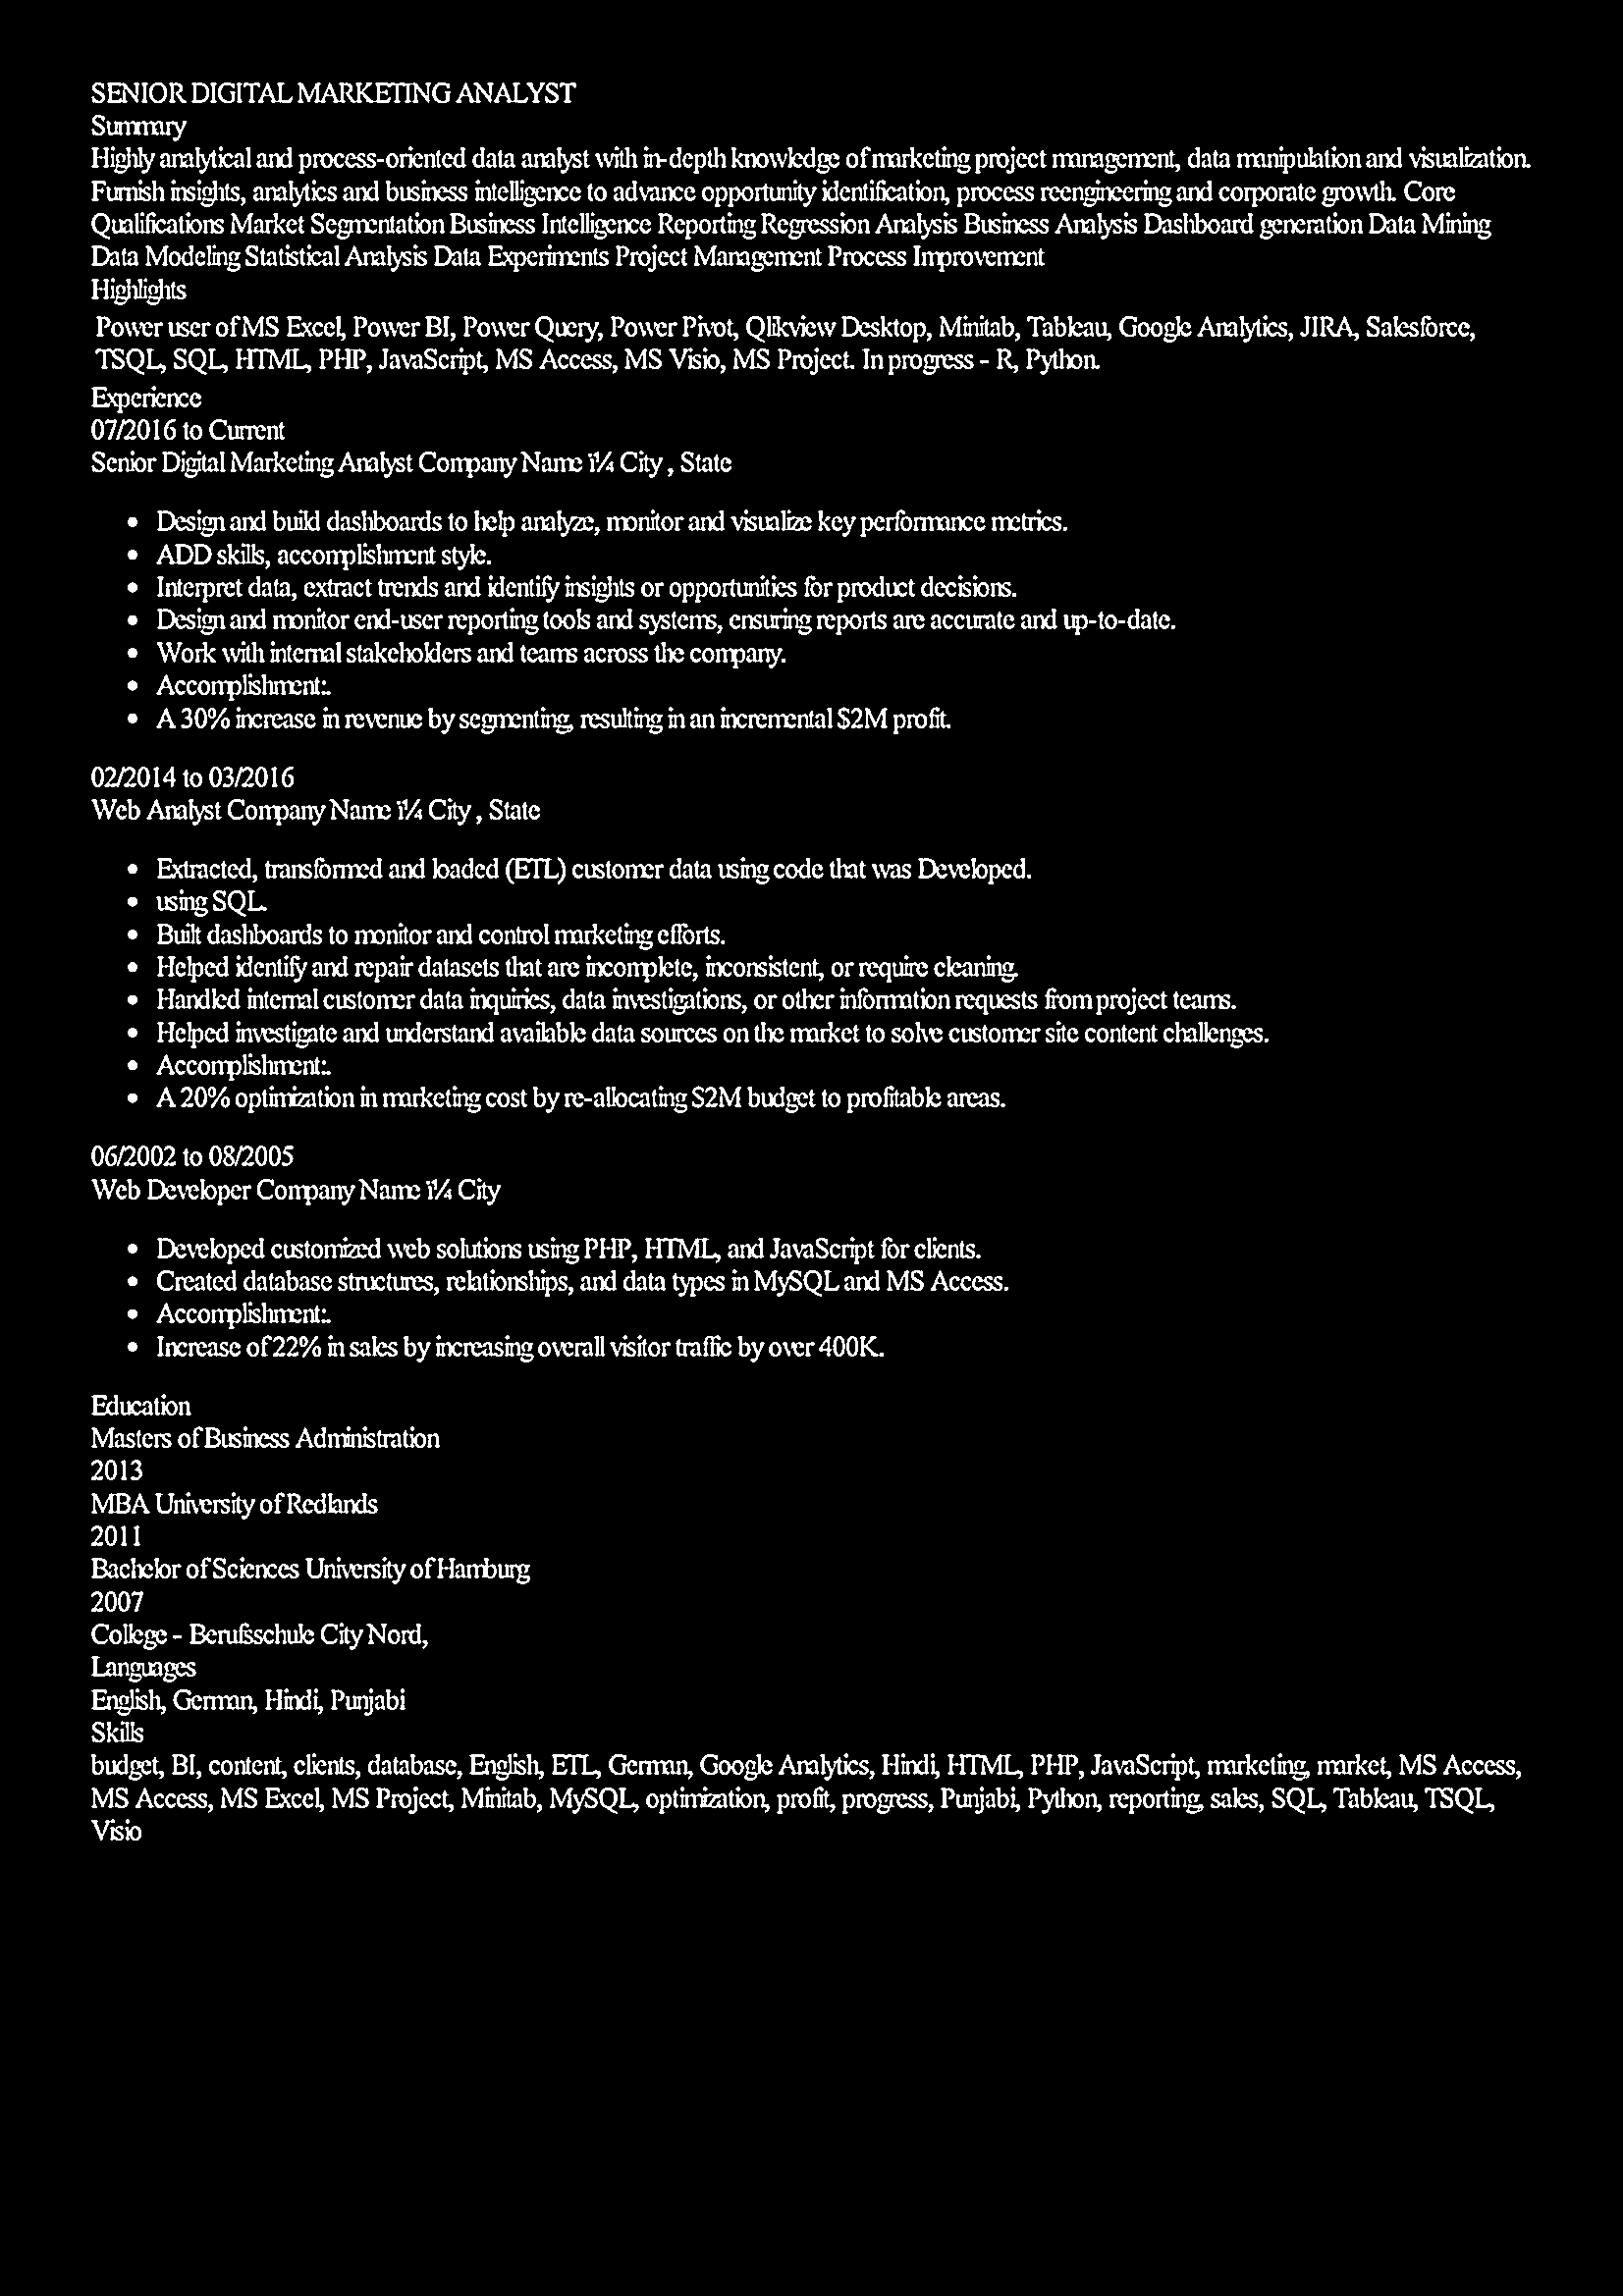 SENIOR DIGITAL MARKETING ANALYST
Summary
Highly analytical and process-oriented data analyst with in-depth knowledge of marketing project management, data manipulation and visualization.
Furnish insights, analytics and business intelligence to advance opportunity identification, process reengineering and corporate growth. Core
Qualifications Market Segmentation Business Intelligence Reporting Regression Analysis Business Analysis Dashboard generation Data Mining
Data Modeling Statistical Analysis Data Experiments Project Management Process Improvement
Highlights
Power user of MS Excel, Power BI, Power Query, Power Pivot, Qlikview Desktop, Minitab, Tableau, Google Analytics, JIRA, Salesforce,
TSQL, SQL, HTML, PHP, JavaScript, MS Access, MS Visio, MS Project. In progress - R, Python.
Experience
07/2016 to Current
Senior Digital Marketing Analyst Company Name ï¼ City , State
• Design and build dashboards to help analyze, monitor and visualize key performance metrics.
• ADD skills, accomplishment style.
• Interpret data, extract trends and identify insights or opportunities for product decisions.
• Design and monitor end-user reporting tools and systems, ensuring reports are accurate and up-to-date.
• Work with internal stakeholders and teams across the company.
• Accomplishment:.
• A 30% increase in revenue by segmenting, resulting in an incremental $2M profit.
02/2014 to 03/2016
Web Analyst Company Name ï¼ City , State
• Extracted, transformed and loaded (ETL) customer data using code that was Developed.
• using SQL.
• Built dashboards to monitor and control marketing efforts.
• Helped identify and repair datasets that are incomplete, inconsistent, or require cleaning.
• Handled internal customer data inquiries, data investigations, or other information requests from project teams.
• Helped investigate and understand available data sources on the market to solve customer site content challenges.
• Accomplishment:.
• A 20% optimization in marketing cost by re-allocating $2M budget to profitable areas.
06/2002 to 08/2005
Web Developer Company Name ï¼ City
• Developed customized web solutions using PHP, HTML, and JavaScript for clients.
• Created database structures, relationships, and data types in MySQL and MS Access.
• Accomplishment:.
• Increase of 22% in sales by increasing overall visitor traffic by over 400K.
Education
Masters of Business Administration
2013
MBA University of Redlands
2011
Bachelor of Sciences University of Hamburg
2007
College - Berufsschule City Nord,
Languages
English, German, Hindi, Punjabi
Skills
budget, BI, content, clients, database, English, ETL, German, Google Analytics, Hindi, HTML, PHP, JavaScript, marketing, market, MS Access,
MS Access, MS Excel, MS Project, Minitab, MySQL, optimization, profit, progress, Punjabi, Python, reporting, sales, SQL, Tableau, TSQL,
Visio